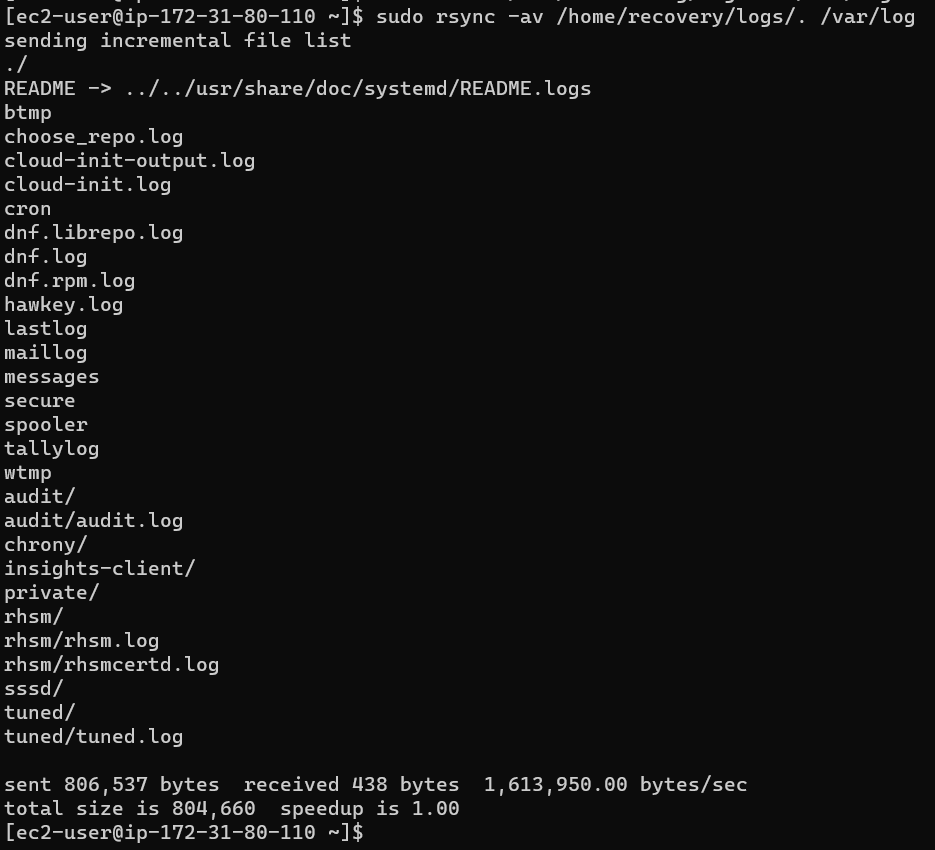 [ec2-user@ip-172-31-80-110 ~]$ sudo rsync -av /home/recovery/logs/. /var/log
sending incremental file list
./
README -> ../../usr/share/doc/systemd/README.logs
btmp
choose_repo.log
cloud-init-output.log
cloud-init.log
cron
dnf.librepo.log
dnf.log
dnf.rpm.log
hawkey.log
lastlog
maillog
messages
secure
spooler
tallylog
wtmp
audit/
audit/audit.log
chrony/
insights-client/
private/
rhsm/
rhsm/rhsm.log
rhsm/rhsmcertd.log
sssd/
tuned/
tuned/tuned.log

sent 806,537 bytes  received 438 bytes  1,613,950.00 bytes/sec
total size is 804,660  speedup is 1.00
[ec2-user@ip-172-31-80-110 ~]$